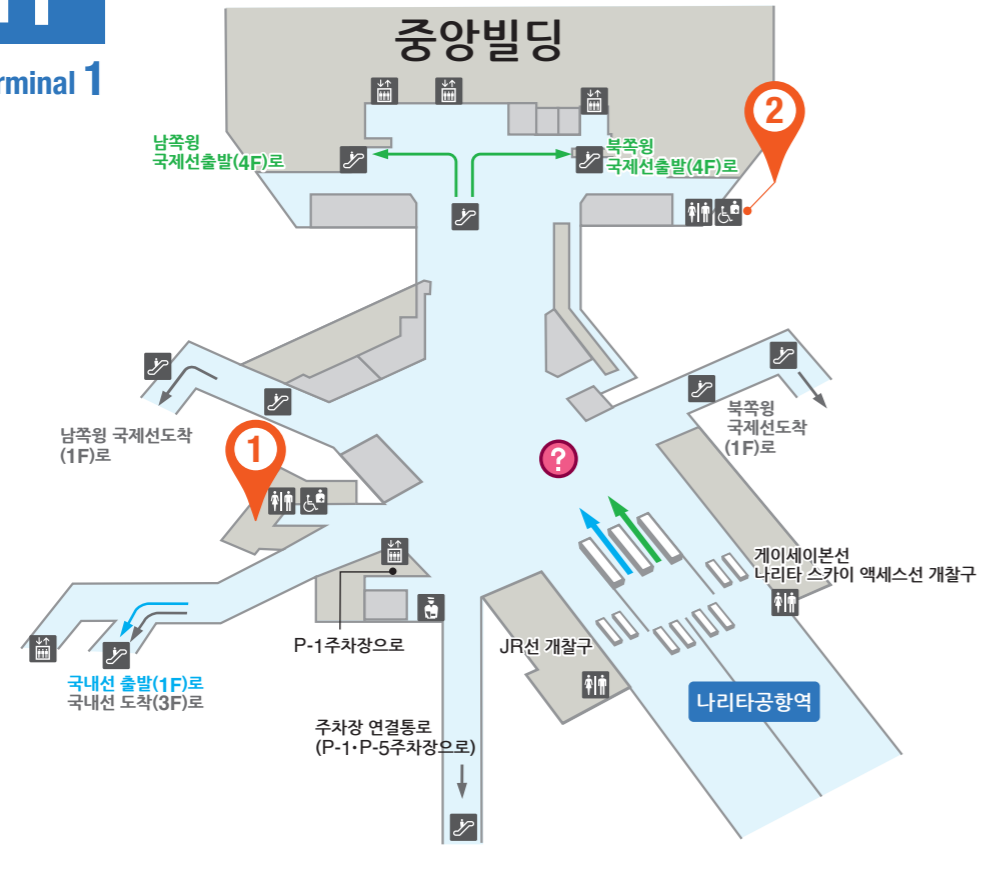 rminal 1
중앙빌딩
남쪽윙
국제선출발(4F)로
북쪽윙
국제선출발(4F)로
2
남쪽윙 국제선도착
(1F)로
북쪽윙
국제선도착
(1F)로
1
?
게이세이본선
나리타 스카이 액세스선 개찰구
P-1주차장으로
JR선 개찰구
국내선 출발(1F)로
국내선 도착(3F)로
나리타공항역
주차장 연결통로
(P-1·P-5주차장으로)